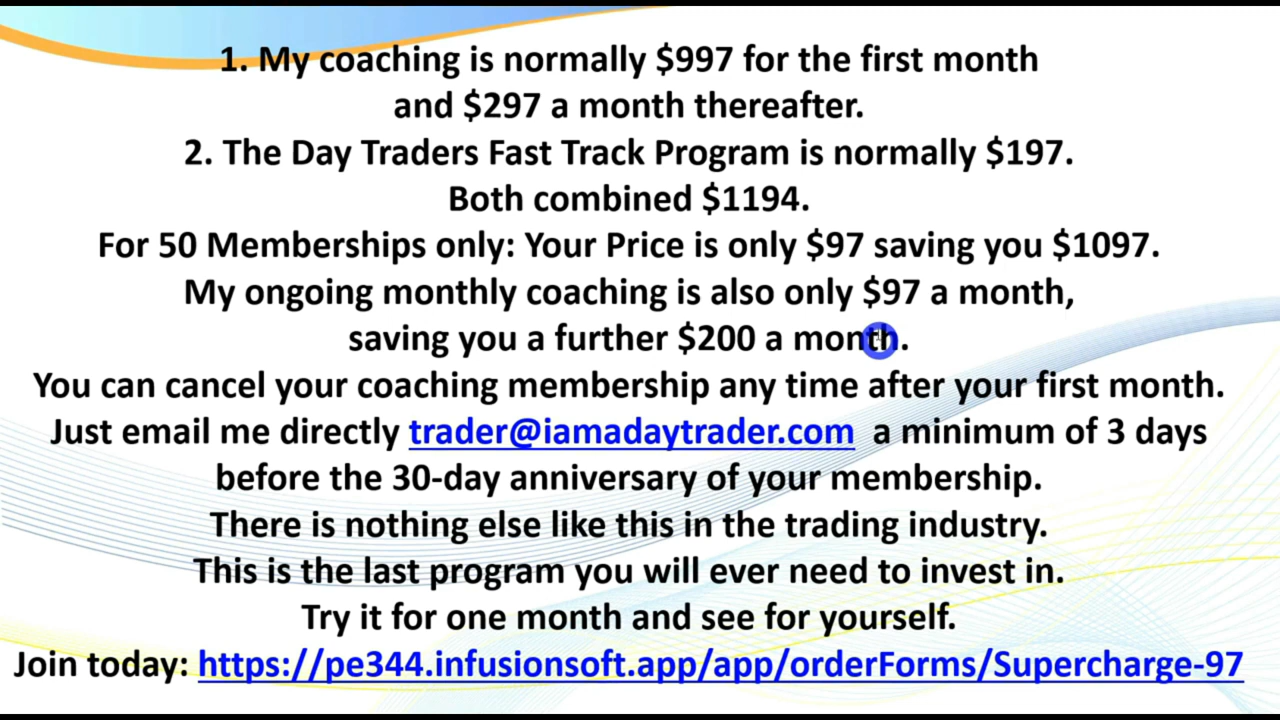 1. My coaching is normally $997 for the first month
and $297 a month thereafter.
2. The Day Traders Fast Track Program is normally $197.
Both combined $1194.
For 50 Memberships only: Your Price is only $97 saving you $1097.
My ongoing monthly coaching is also only $97 a month,
saving you a further $200 a month.
You can cancel your coaching membership any time after your first month.
Just email me directly trader@iamadaytrader.com a minimum of 3 days
before the 30-day anniversary of your membership.
There is nothing else like this in the trading industry.
This is the last program you will ever need to invest in.
Try it for one month and see for yourself.
Join today: https://pe344.infusionsoft.app/app/orderForms/Supercharge-97